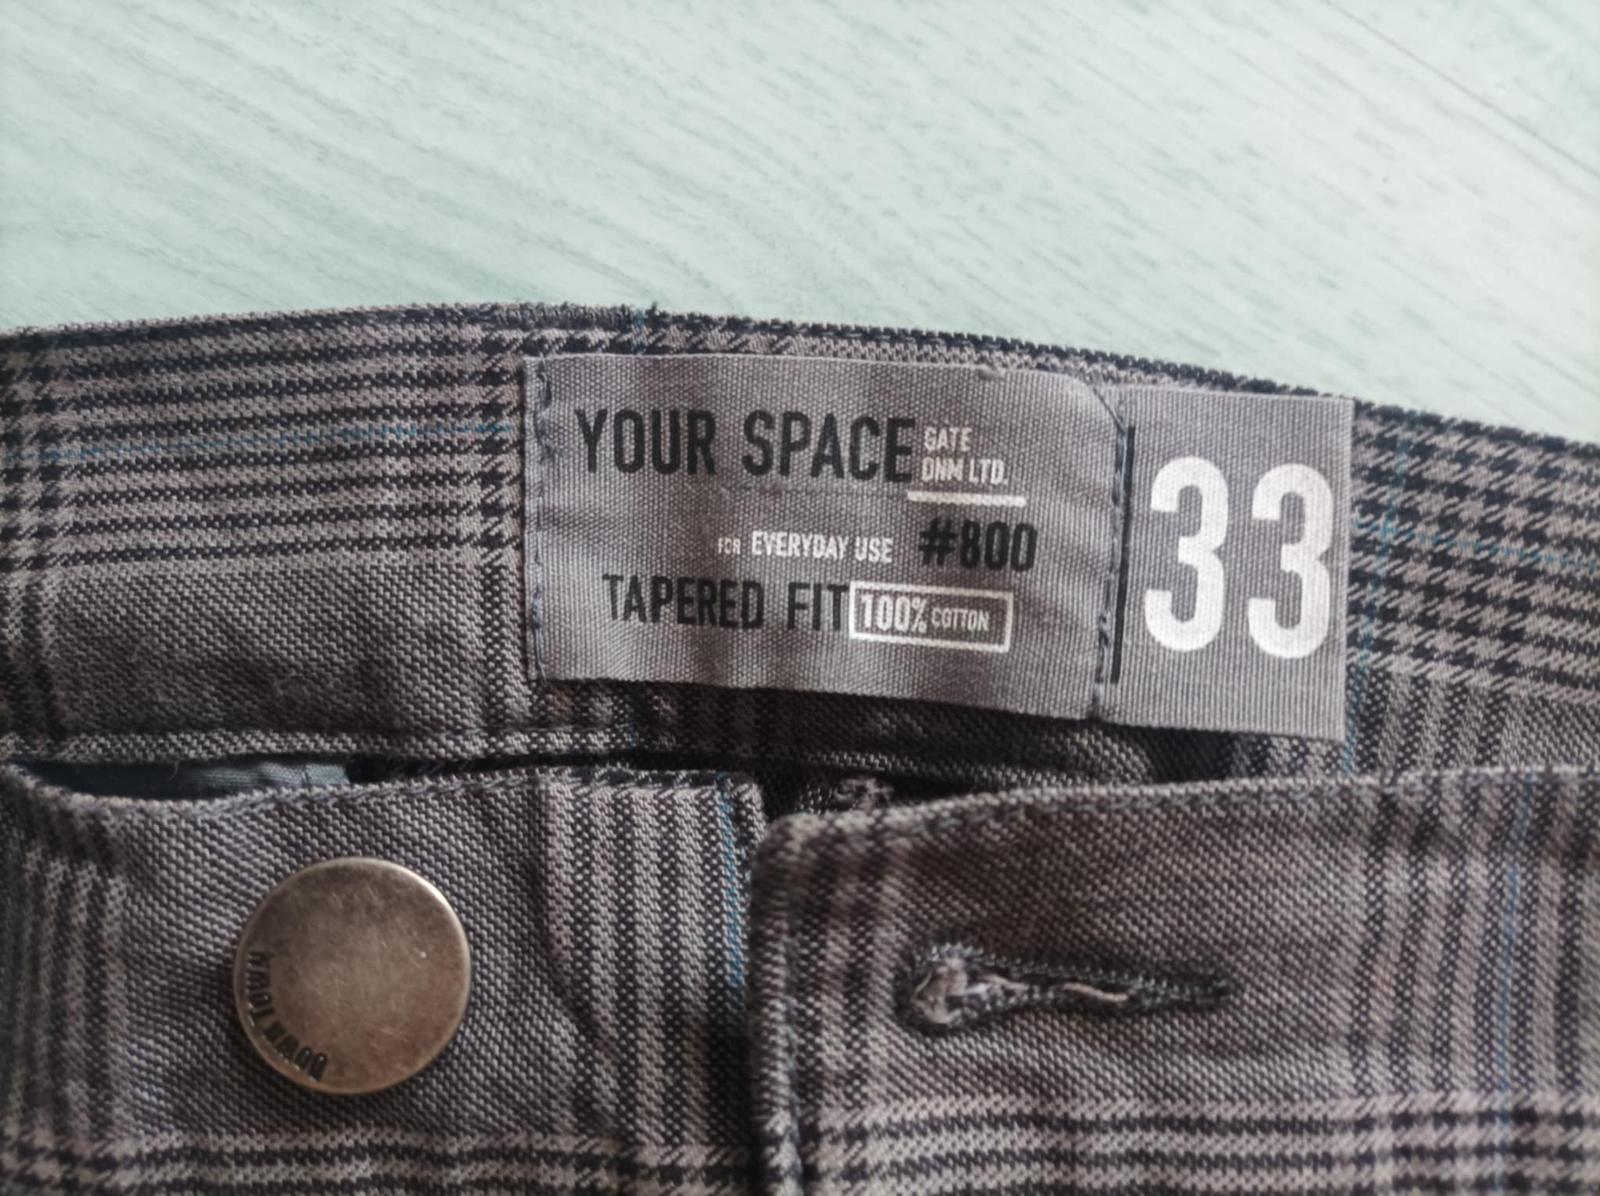 YOUR SPACE GATE
DNM LTD.
FOR EVERYDAY USE #800
TAPERED FIT 100% COTTON
33
DOWN TOWN